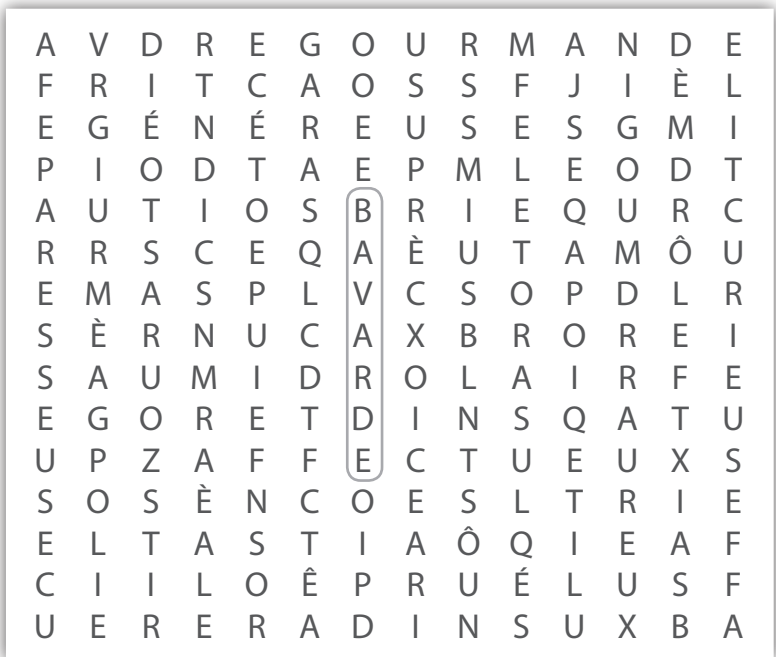 A V D R E G O U R M A N D E
F R I T C A O S S F J I È L
E G É N É R E U S E S G M I
P I O D T A E P M L E O D T
A U T I O S B R I E Q U R C
R R S C E Q A È U T A M Ô U
E M A S P L V C S O P D L R
S È R N U C A X B R O R E I
S A U M I D R O L A I R F E
E G O R E T D I N S Q A T U
U P Z A F F E C T U E U X S
S O S È N C O E S L T R I E
E L T A S T I A Ô Q I E A F
C I I L O Ê P R U É L U S F
U E R E R A D I N S U X B A